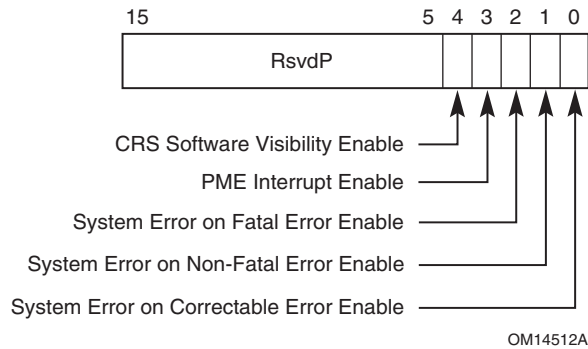 15 5 4 3 2 1 0
RsvdP
CRS Software Visibility Enable
PME Interrupt Enable
System Error on Fatal Error Enable
System Error on Non-Fatal Error Enable
System Error on Correctable Error Enable
OM14512A